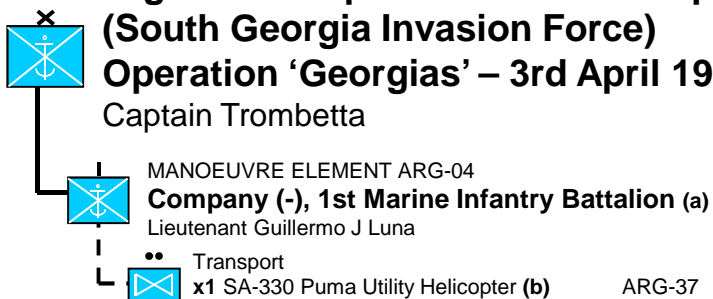 (South Georgia Invasion Force)
Operation ‘Georgias’ – 3rd April 19
Captain Trombetta
MANOEUVRE ELEMENT ARG-04
Company (-), 1st Marine Infantry Battalion (a)
Lieutenant Guillermo J Luna
Transport
x1 SA-330 Puma Utility Helicopter (b) ARG-37